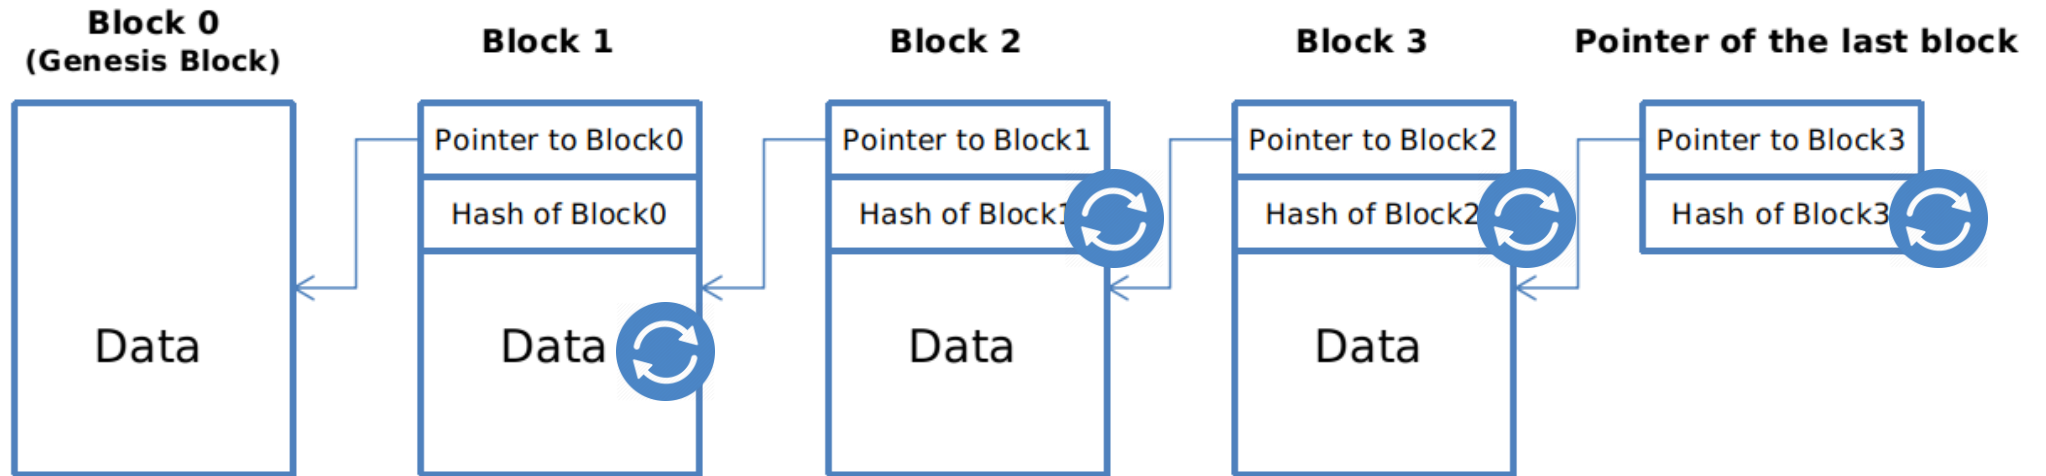 Block 0
(Genesis Block)
Block 1
Block 2
Block 3
Pointer of the last block
Pointer to Block0
Pointer to Block1
Pointer to Block2
Pointer to Block3
Hash of Block0
Hash of Block1
Hash of Block2
Hash of Block3
Data
Data
Data
Data